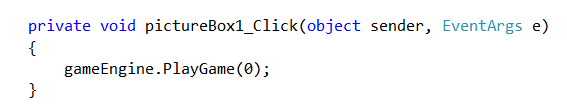 private void pictureBox1_Click(object sender, EventArgs e)
{
    gameEngine.PlayGame(0);
}